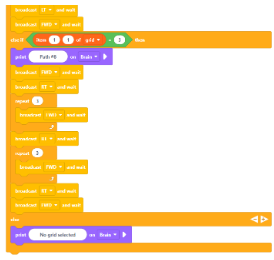 broadcast LT and wait
broadcast FWD and wait
else if item 1 1 of grid = 1 then
print Path #6 on Brain
broadcast FWD and wait
broadcast RT and wait
repeat 3
broadcast FWD and wait
broadcast LT and wait
repeat 2
broadcast FWD and wait
broadcast RT and wait
broadcast FWD and wait
else
print No grid selected on Brain